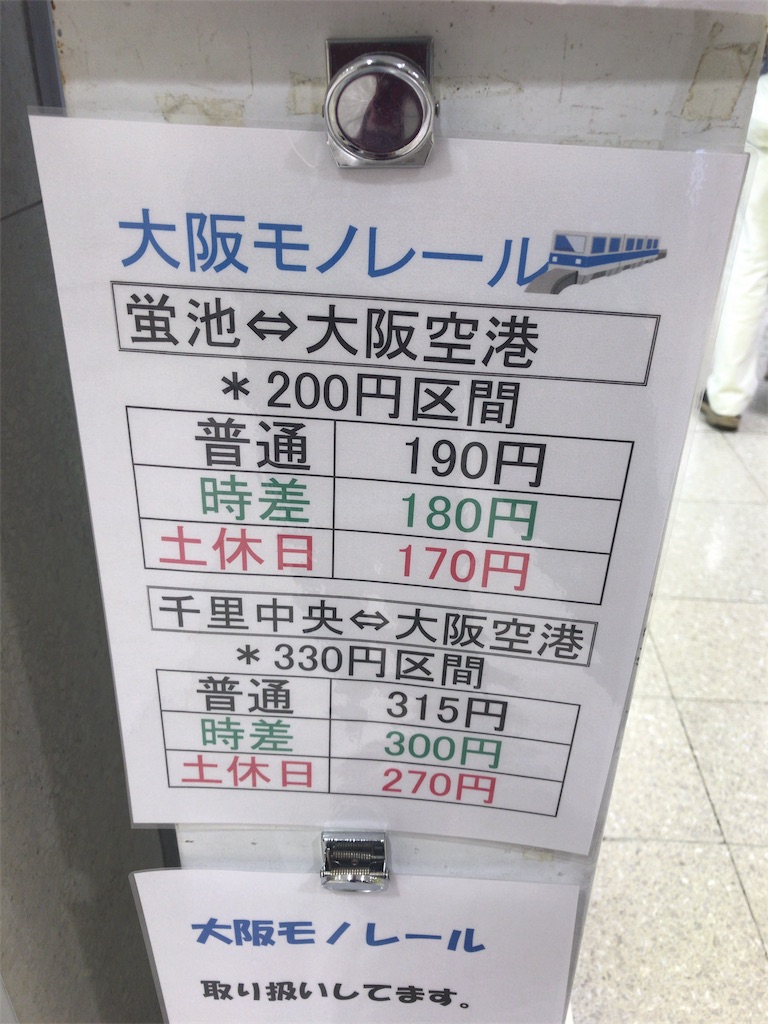 大阪モノレール
蛍池⇔大阪空港
＊200円区間
普通 190円
時差 180円
土休日 170円
千里中央⇔大阪空港
＊330円区間
普通 315円
時差 300円
土休日 270円
大阪モノレール
取り扱いしてます。